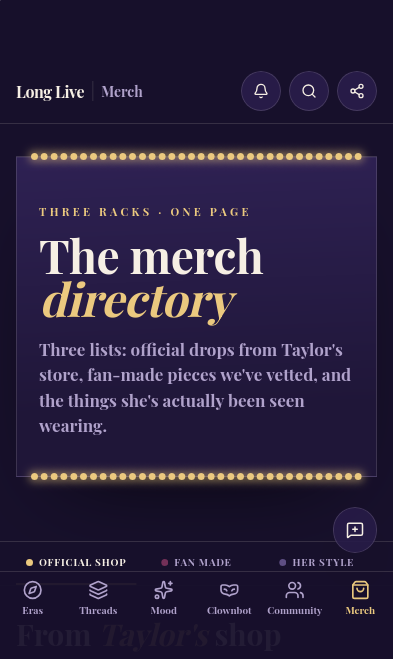 Long Live Merch
THREE RACKS · ONE PAGE
The merch
directory
Three lists: official drops from Taylor's
store, fan-made pieces we've vetted, and
the things she's actually been seen
wearing.
OFFICIAL SHOP FAN MADE HER STYLE
Eras Threads Mood Clownbot Community Merch
From Taylor's shop